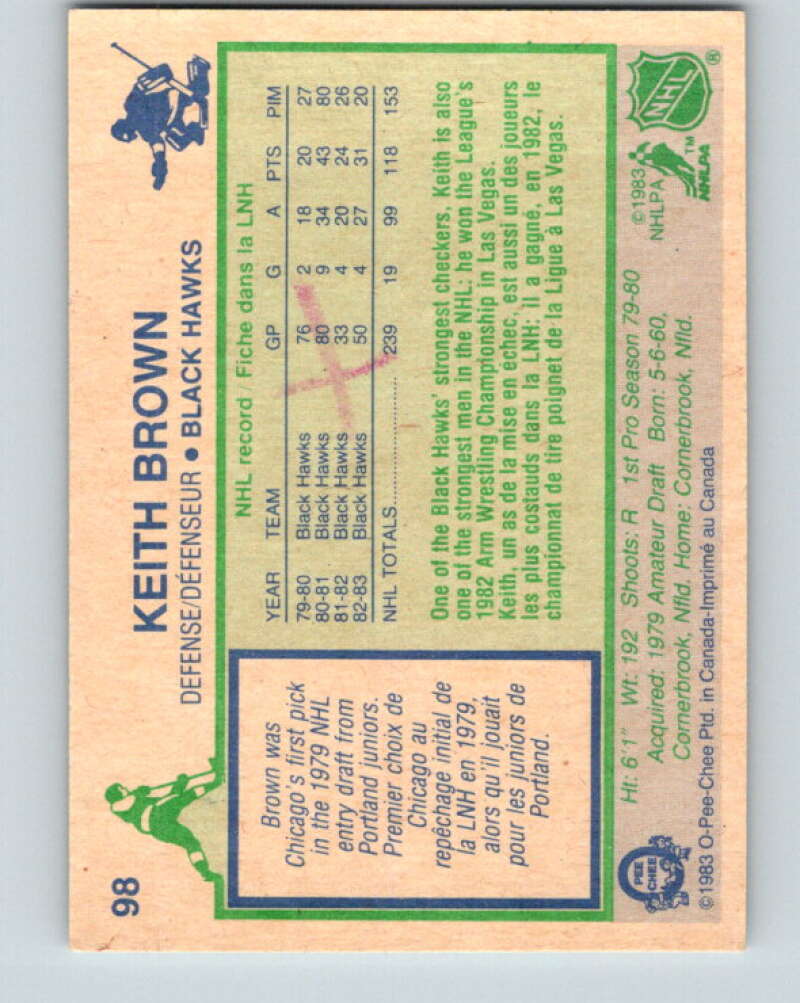 98
KEITH BROWN
DEFENSE/DÉFENSEUR • BLACK HAWKS
Brown was
Chicago's first pick
in the 1979 NHL
entry draft from
Portland juniors.
Premier choix de
Chicago au
repêchage initial de
la LNH en 1979,
alors qu'il jouait
pour les juniors de
Portland.
NHL record / Fiche dans la LNH
YEAR TEAM GP G A PTS PIM
79-80 Black Hawks 76 2 18 20 27
80-81 Black Hawks 80 9 34 43 80
81-82 Black Hawks 33 4 20 24 26
82-83 Black Hawks 50 4 27 31 20
NHL TOTALS.................. 239 19 99 118 153
One of the Black Hawks' strongest checkers, Keith is also
one of the strongest men in the NHL: he won the League's
1982 Arm Wrestling Championship in Las Vegas.
Keith, un as de la mise en échec, est aussi un des joueurs
les plus costauds dans la LNH; il a gagné, en 1982, le
championnat de tire poignet de la Ligue à Las Vegas.
Ht: 6'1" Wt: 192 Shoots: R 1st Pro Season 79-80
Acquired: 1979 Amateur Draft Born: 5-6-60,
Cornerbrook, Nfld. Home: Cornerbrook, Nfld.
©1983 O-Pee-Chee Ptd. in Canada-Imprimé au Canada
O PEE CHEE
©1983
NHLPA
NHL ®
NHLPA TM